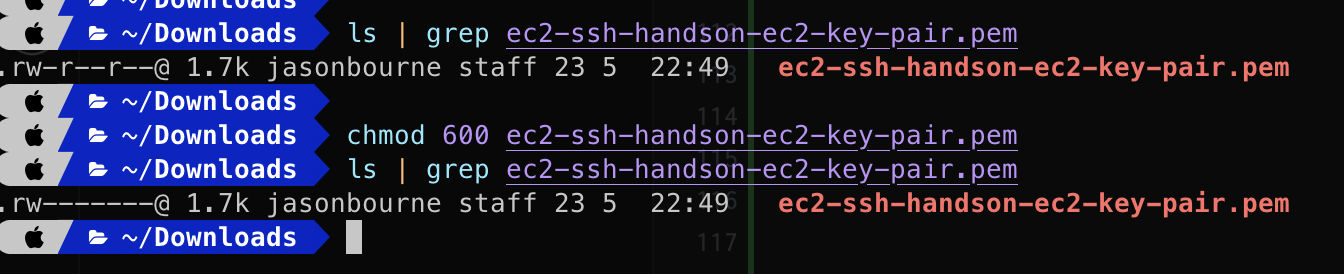 ~/Downloads ls | grep ec2-ssh-handson-ec2-key-pair.pem
.rw-r--r--@ 1.7k jasonbourne staff 23 5 22:49 ec2-ssh-handson-ec2-key-pair.pem
~/Downloads
~/Downloads chmod 600 ec2-ssh-handson-ec2-key-pair.pem
~/Downloads ls | grep ec2-ssh-handson-ec2-key-pair.pem
.rw-------@ 1.7k jasonbourne staff 23 5 22:49 ec2-ssh-handson-ec2-key-pair.pem
~/Downloads
113
114
115
117